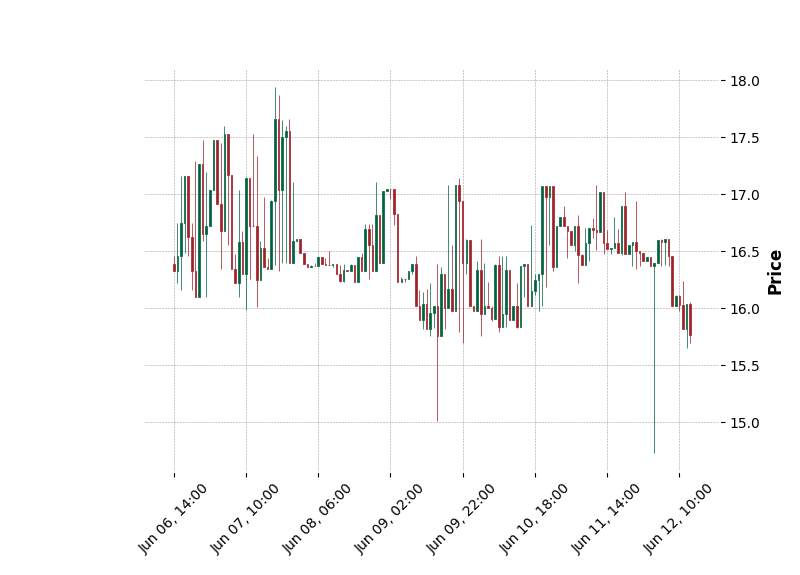 18.0
17.5
17.0
16.5
16.0
15.5
15.0
Price
Jun 06, 14:00
Jun 07, 10:00
Jun 08, 06:00
Jun 09, 02:00
Jun 09, 22:00
Jun 10, 18:00
Jun 11, 14:00
Jun 12, 10:00